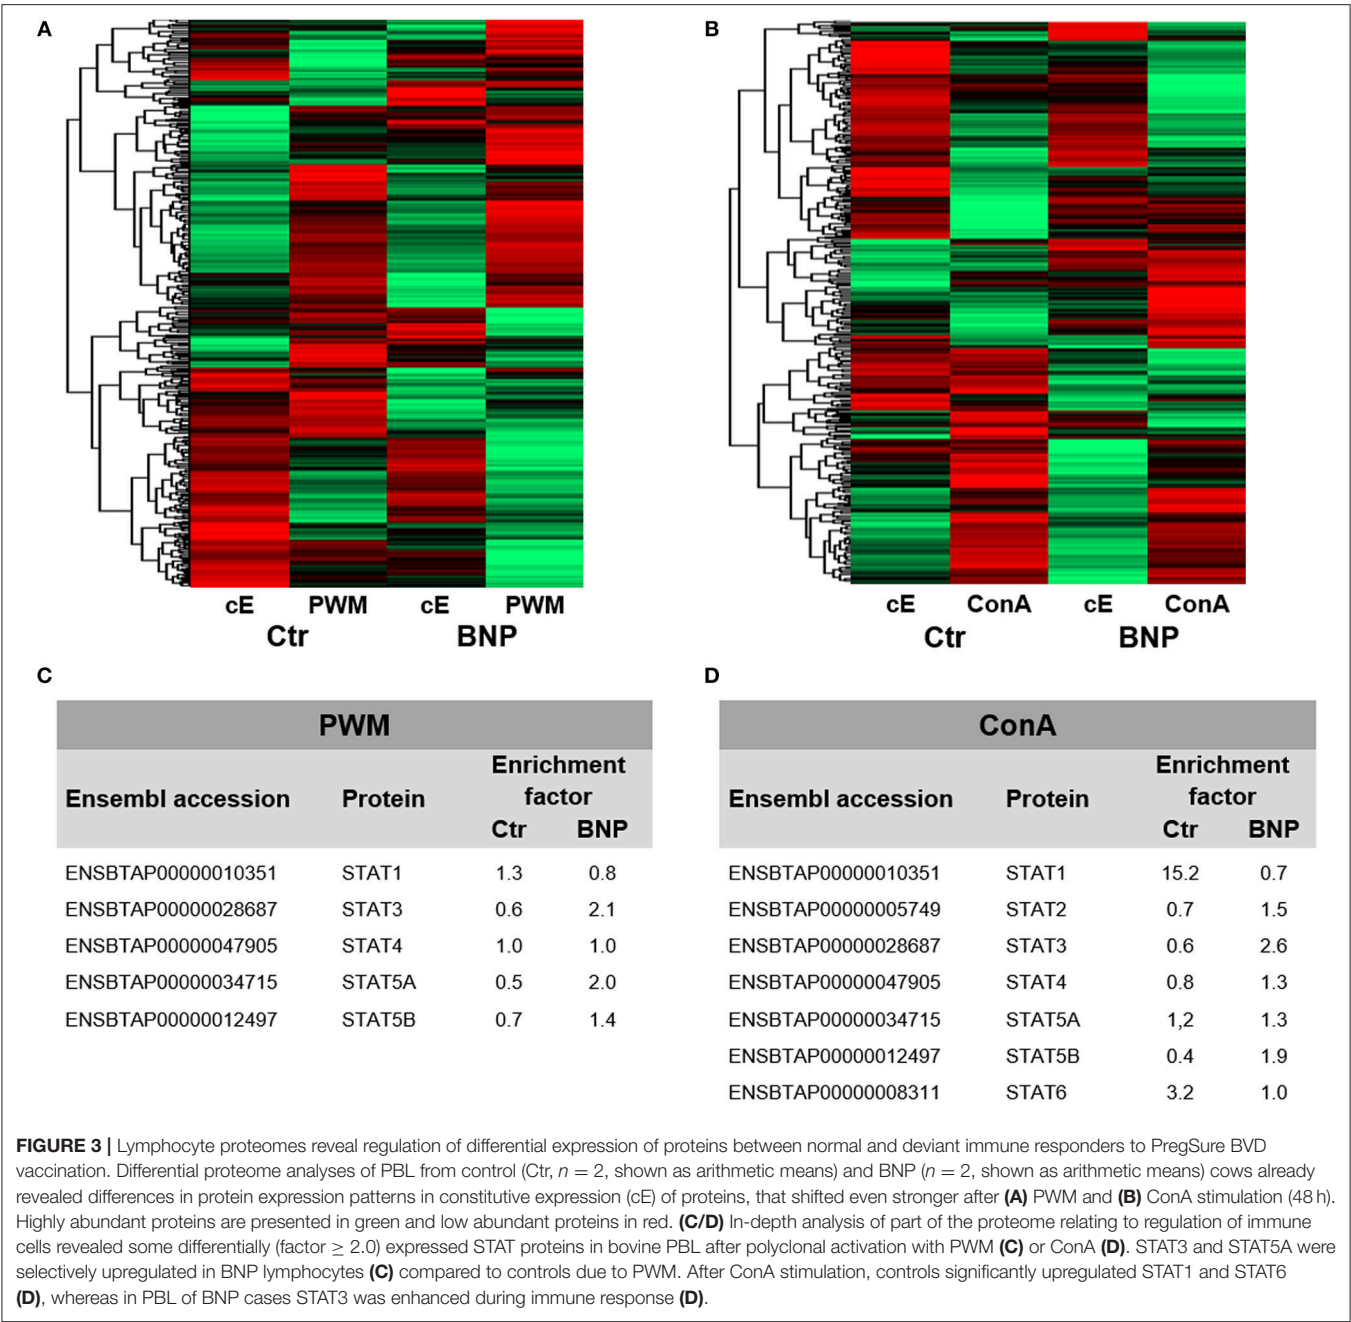 A
B
cE PWM cE PWM
Ctr BNP
cE ConA cE ConA
Ctr BNP
C
PWM
Ensembl accession Protein Enrichment factor
Ctr BNP
ENSBTAP00000010351 STAT1 1.3 0.8
ENSBTAP00000028687 STAT3 0.6 2.1
ENSBTAP00000047905 STAT4 1.0 1.0
ENSBTAP00000034715 STAT5A 0.5 2.0
ENSBTAP00000012497 STAT5B 0.7 1.4
D
ConA
Ensembl accession Protein Enrichment factor
Ctr BNP
ENSBTAP00000010351 STAT1 15.2 0.7
ENSBTAP00000005749 STAT2 0.7 1.5
ENSBTAP00000028687 STAT3 0.6 2.6
ENSBTAP00000047905 STAT4 0.8 1.3
ENSBTAP00000034715 STAT5A 1,2 1.3
ENSBTAP00000012497 STAT5B 0.4 1.9
ENSBTAP00000008311 STAT6 3.2 1.0
FIGURE 3 | Lymphocyte proteomes reveal regulation of differential expression of proteins between normal and deviant immune responders to PregSure BVD
vaccination. Differential proteome analyses of PBL from control (Ctr, n = 2, shown as arithmetic means) and BNP (n = 2, shown as arithmetic means) cows already
revealed differences in protein expression patterns in constitutive expression (cE) of proteins, that shifted even stronger after (A) PWM and (B) ConA stimulation (48 h).
Highly abundant proteins are presented in green and low abundant proteins in red. (C/D) In-depth analysis of part of the proteome relating to regulation of immune
cells revealed some differentially (factor ≥ 2.0) expressed STAT proteins in bovine PBL after polyclonal activation with PWM (C) or ConA (D). STAT3 and STAT5A were
selectively upregulated in BNP lymphocytes (C) compared to controls due to PWM. After ConA stimulation, controls significantly upregulated STAT1 and STAT6
(D), whereas in PBL of BNP cases STAT3 was enhanced during immune response (D).